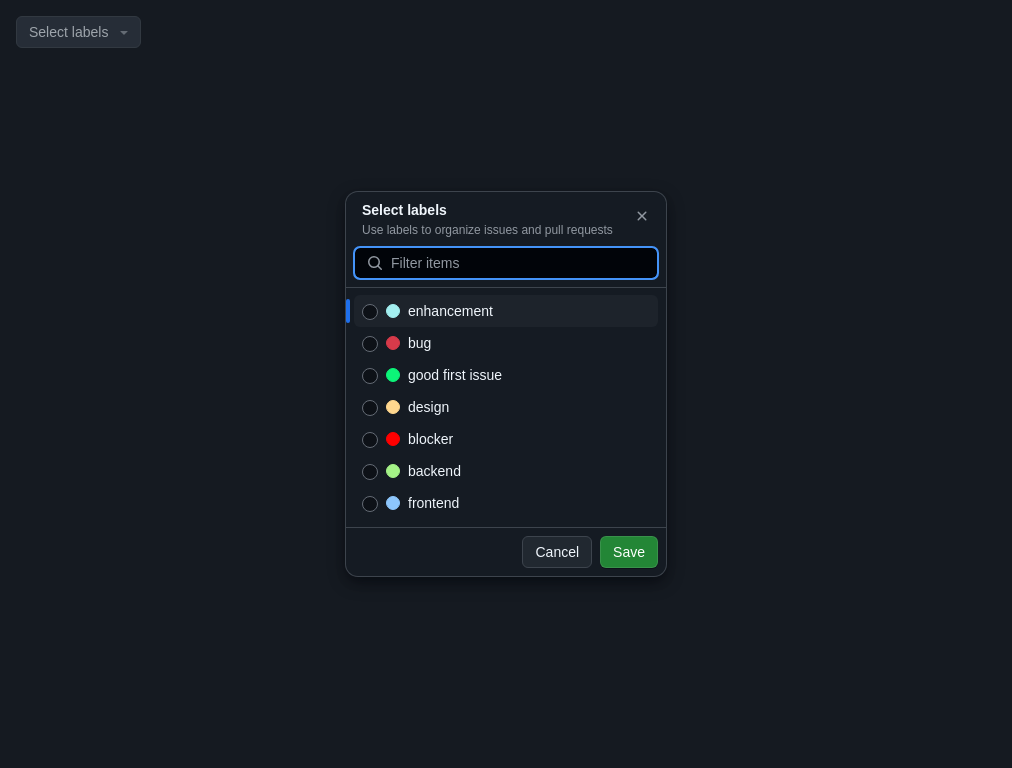 Select labels
Select labels
Use labels to organize issues and pull requests
Filter items
enhancement
bug
good first issue
design
blocker
backend
frontend
Cancel Save